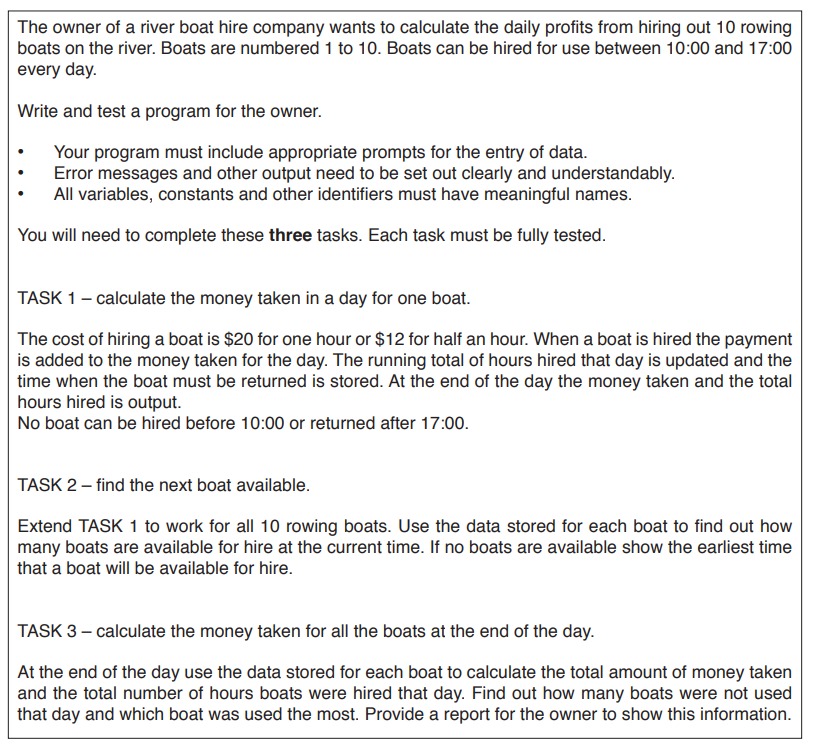 The owner of a river boat hire company wants to calculate the daily profits from hiring out 10 rowing
boats on the river. Boats are numbered 1 to 10. Boats can be hired for use between 10:00 and 17:00
every day.
Write and test a program for the owner.
• Your program must include appropriate prompts for the entry of data.
• Error messages and other output need to be set out clearly and understandably.
• All variables, constants and other identifiers must have meaningful names.
You will need to complete these three tasks. Each task must be fully tested.
TASK 1 – calculate the money taken in a day for one boat.
The cost of hiring a boat is $20 for one hour or $12 for half an hour. When a boat is hired the payment
is added to the money taken for the day. The running total of hours hired that day is updated and the
time when the boat must be returned is stored. At the end of the day the money taken and the total
hours hired is output.
No boat can be hired before 10:00 or returned after 17:00.
TASK 2 – find the next boat available.
Extend TASK 1 to work for all 10 rowing boats. Use the data stored for each boat to find out how
many boats are available for hire at the current time. If no boats are available show the earliest time
that a boat will be available for hire.
TASK 3 – calculate the money taken for all the boats at the end of the day.
At the end of the day use the data stored for each boat to calculate the total amount of money taken
and the total number of hours boats were hired that day. Find out how many boats were not used
that day and which boat was used the most. Provide a report for the owner to show this information.